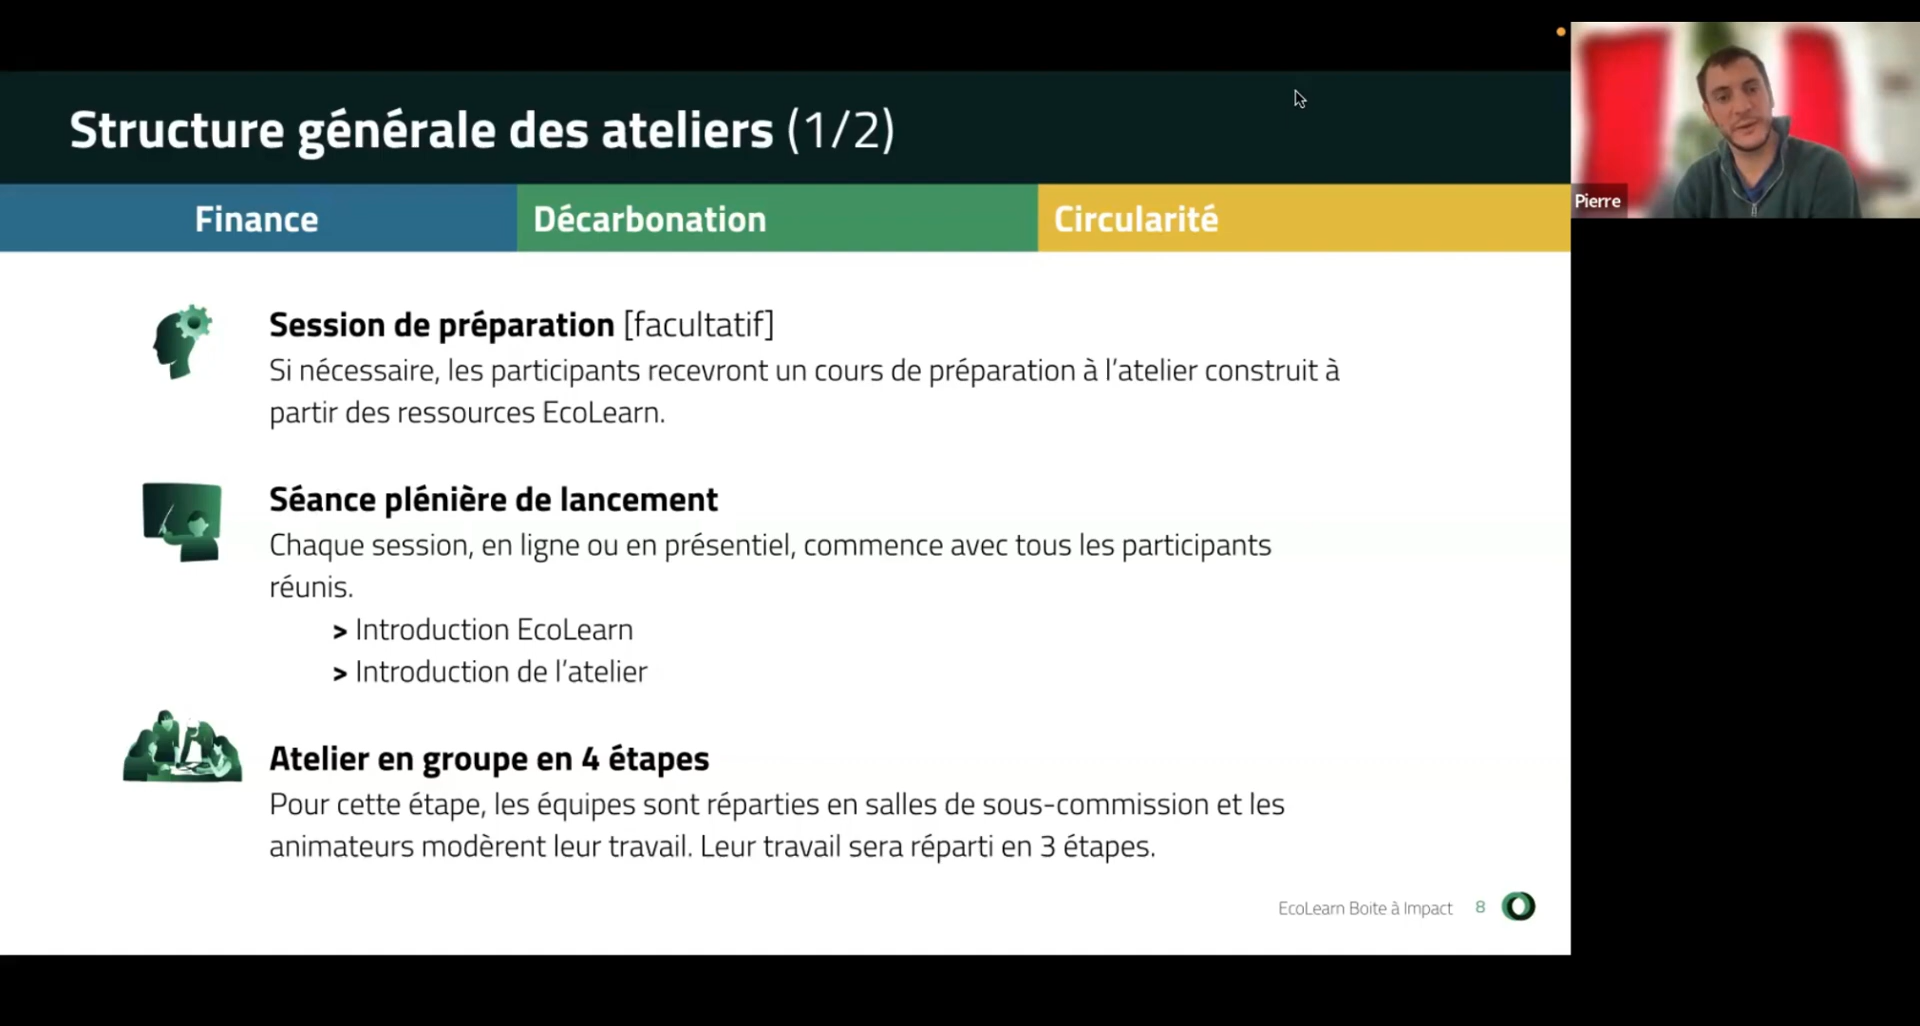 Structure générale des ateliers (1/2)
Finance
Décarbonation
Circularité
Pierre
Session de préparation [facultatif]
Si nécessaire, les participants recevront un cours de préparation à l'atelier construit à
partir des ressources EcoLearn.
Séance plénière de lancement
Chaque session, en ligne ou en présentiel, commence avec tous les participants
réunis.
> Introduction EcoLearn
> Introduction de l'atelier
Atelier en groupe en 4 étapes
Pour cette étape, les équipes sont réparties en salles de sous-commission et les
animateurs modèrent leur travail. Leur travail sera réparti en 3 étapes.
EcoLearn Boite à Impact 8